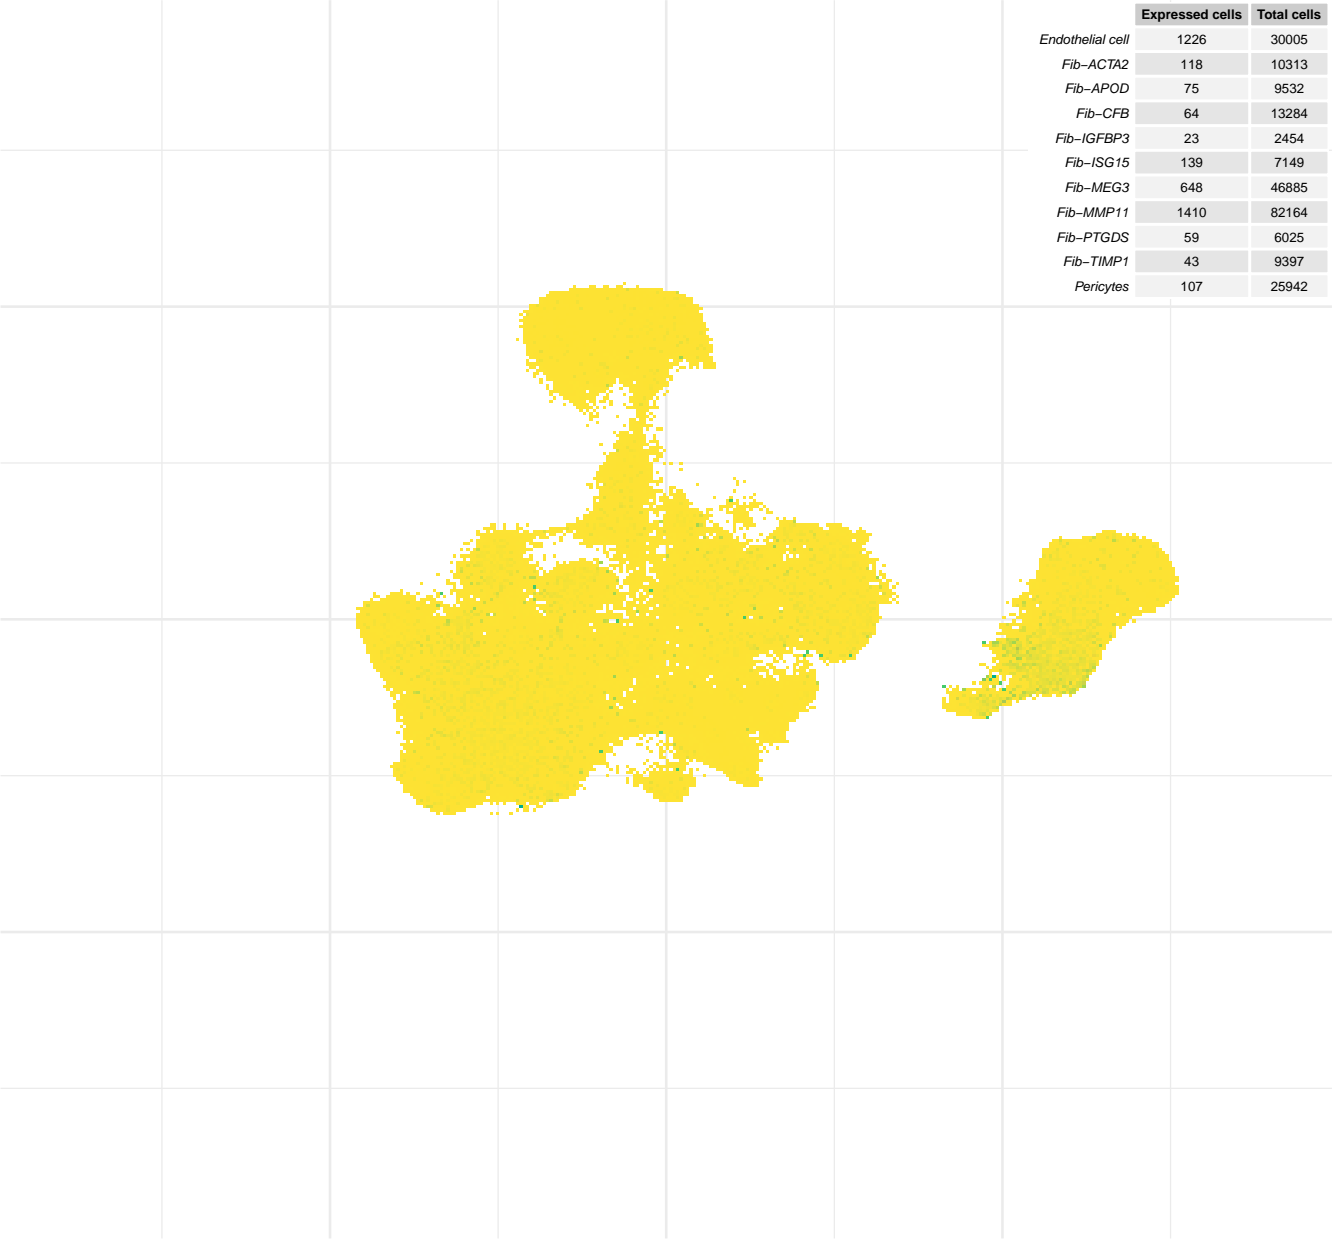 Expressed cells Total cells
Endothelial cell 1226 30005
Fib−ACTA2 118 10313
Fib−APOD 75 9532
Fib−CFB 64 13284
Fib−IGFBP3 23 2454
Fib−ISG15 139 7149
Fib−MEG3 648 46885
Fib−MMP11 1410 82164
Fib−PTGDS 59 6025
Fib−TIMP1 43 9397
Pericytes 107 25942